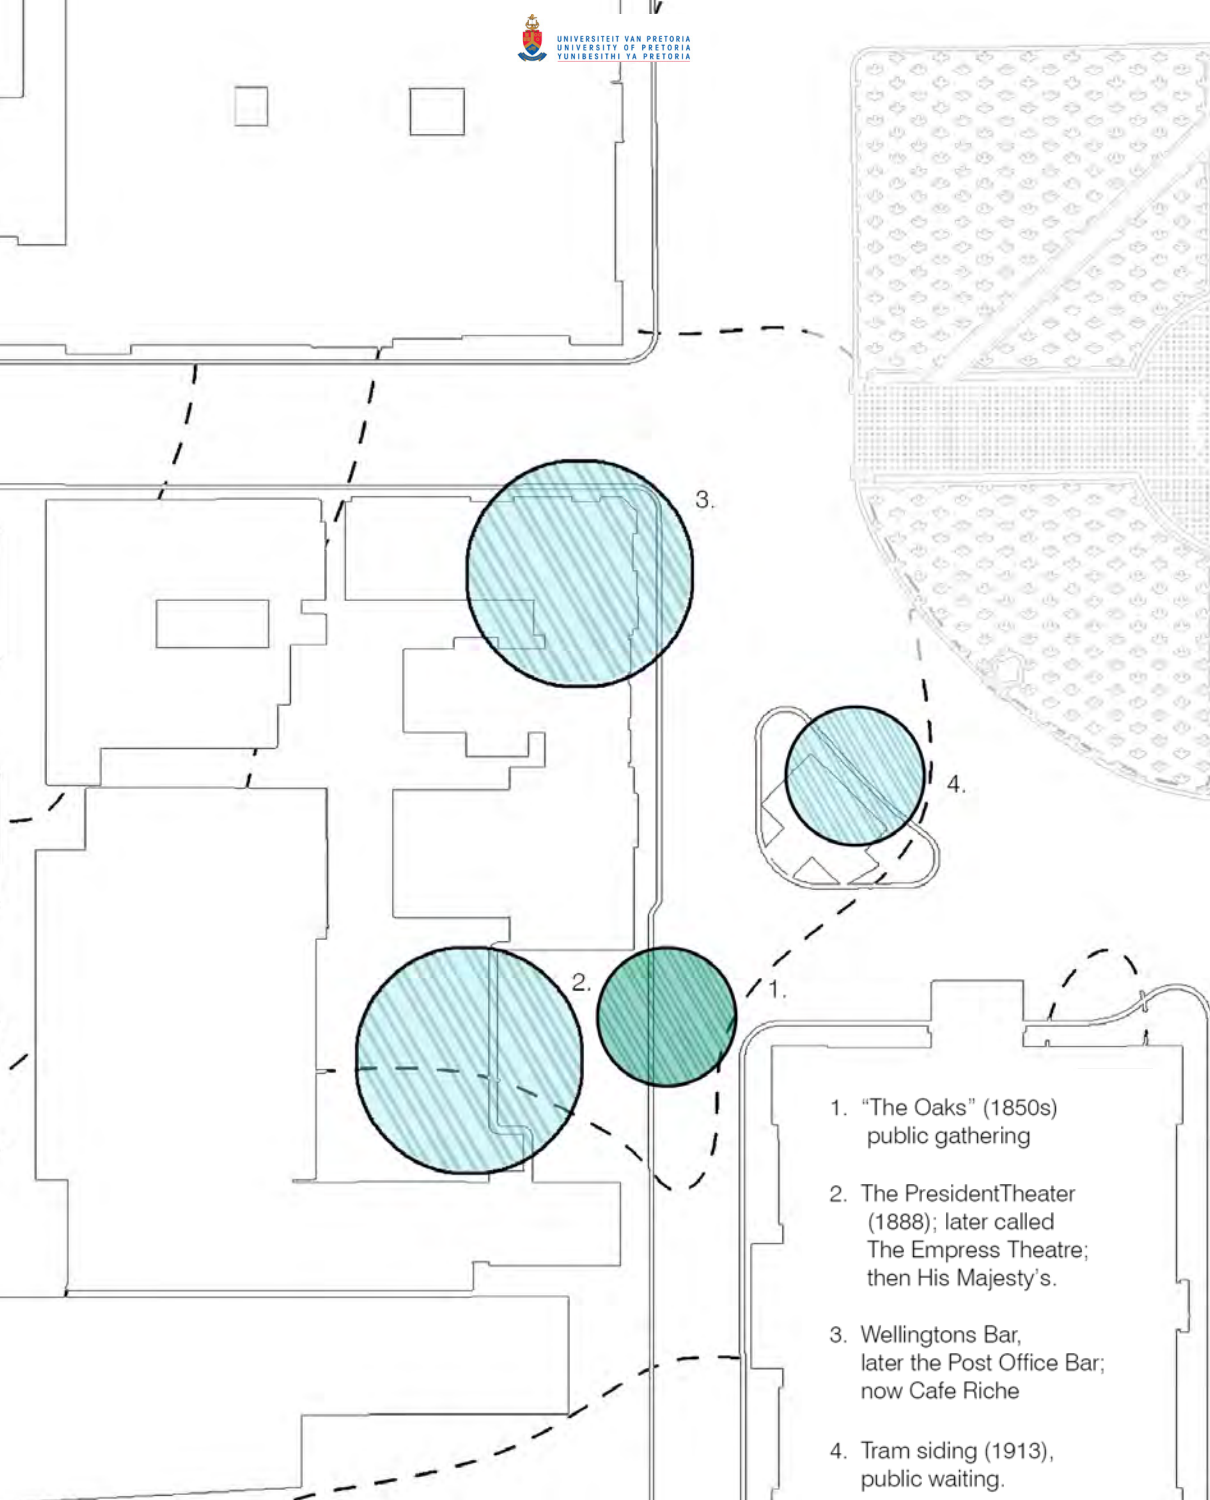 UNIVERSITEIT VAN PRETORIA
UNIVERSITY OF PRETORIA
YUNIBESITHI YA PRETORIA
3.
4.
2.
1.
1. “The Oaks” (1850s)
public gathering
2. The PresidentTheater
(1888); later called
The Empress Theatre;
then His Majesty’s.
3. Wellingtons Bar,
later the Post Office Bar;
now Cafe Riche
4. Tram siding (1913),
public waiting.